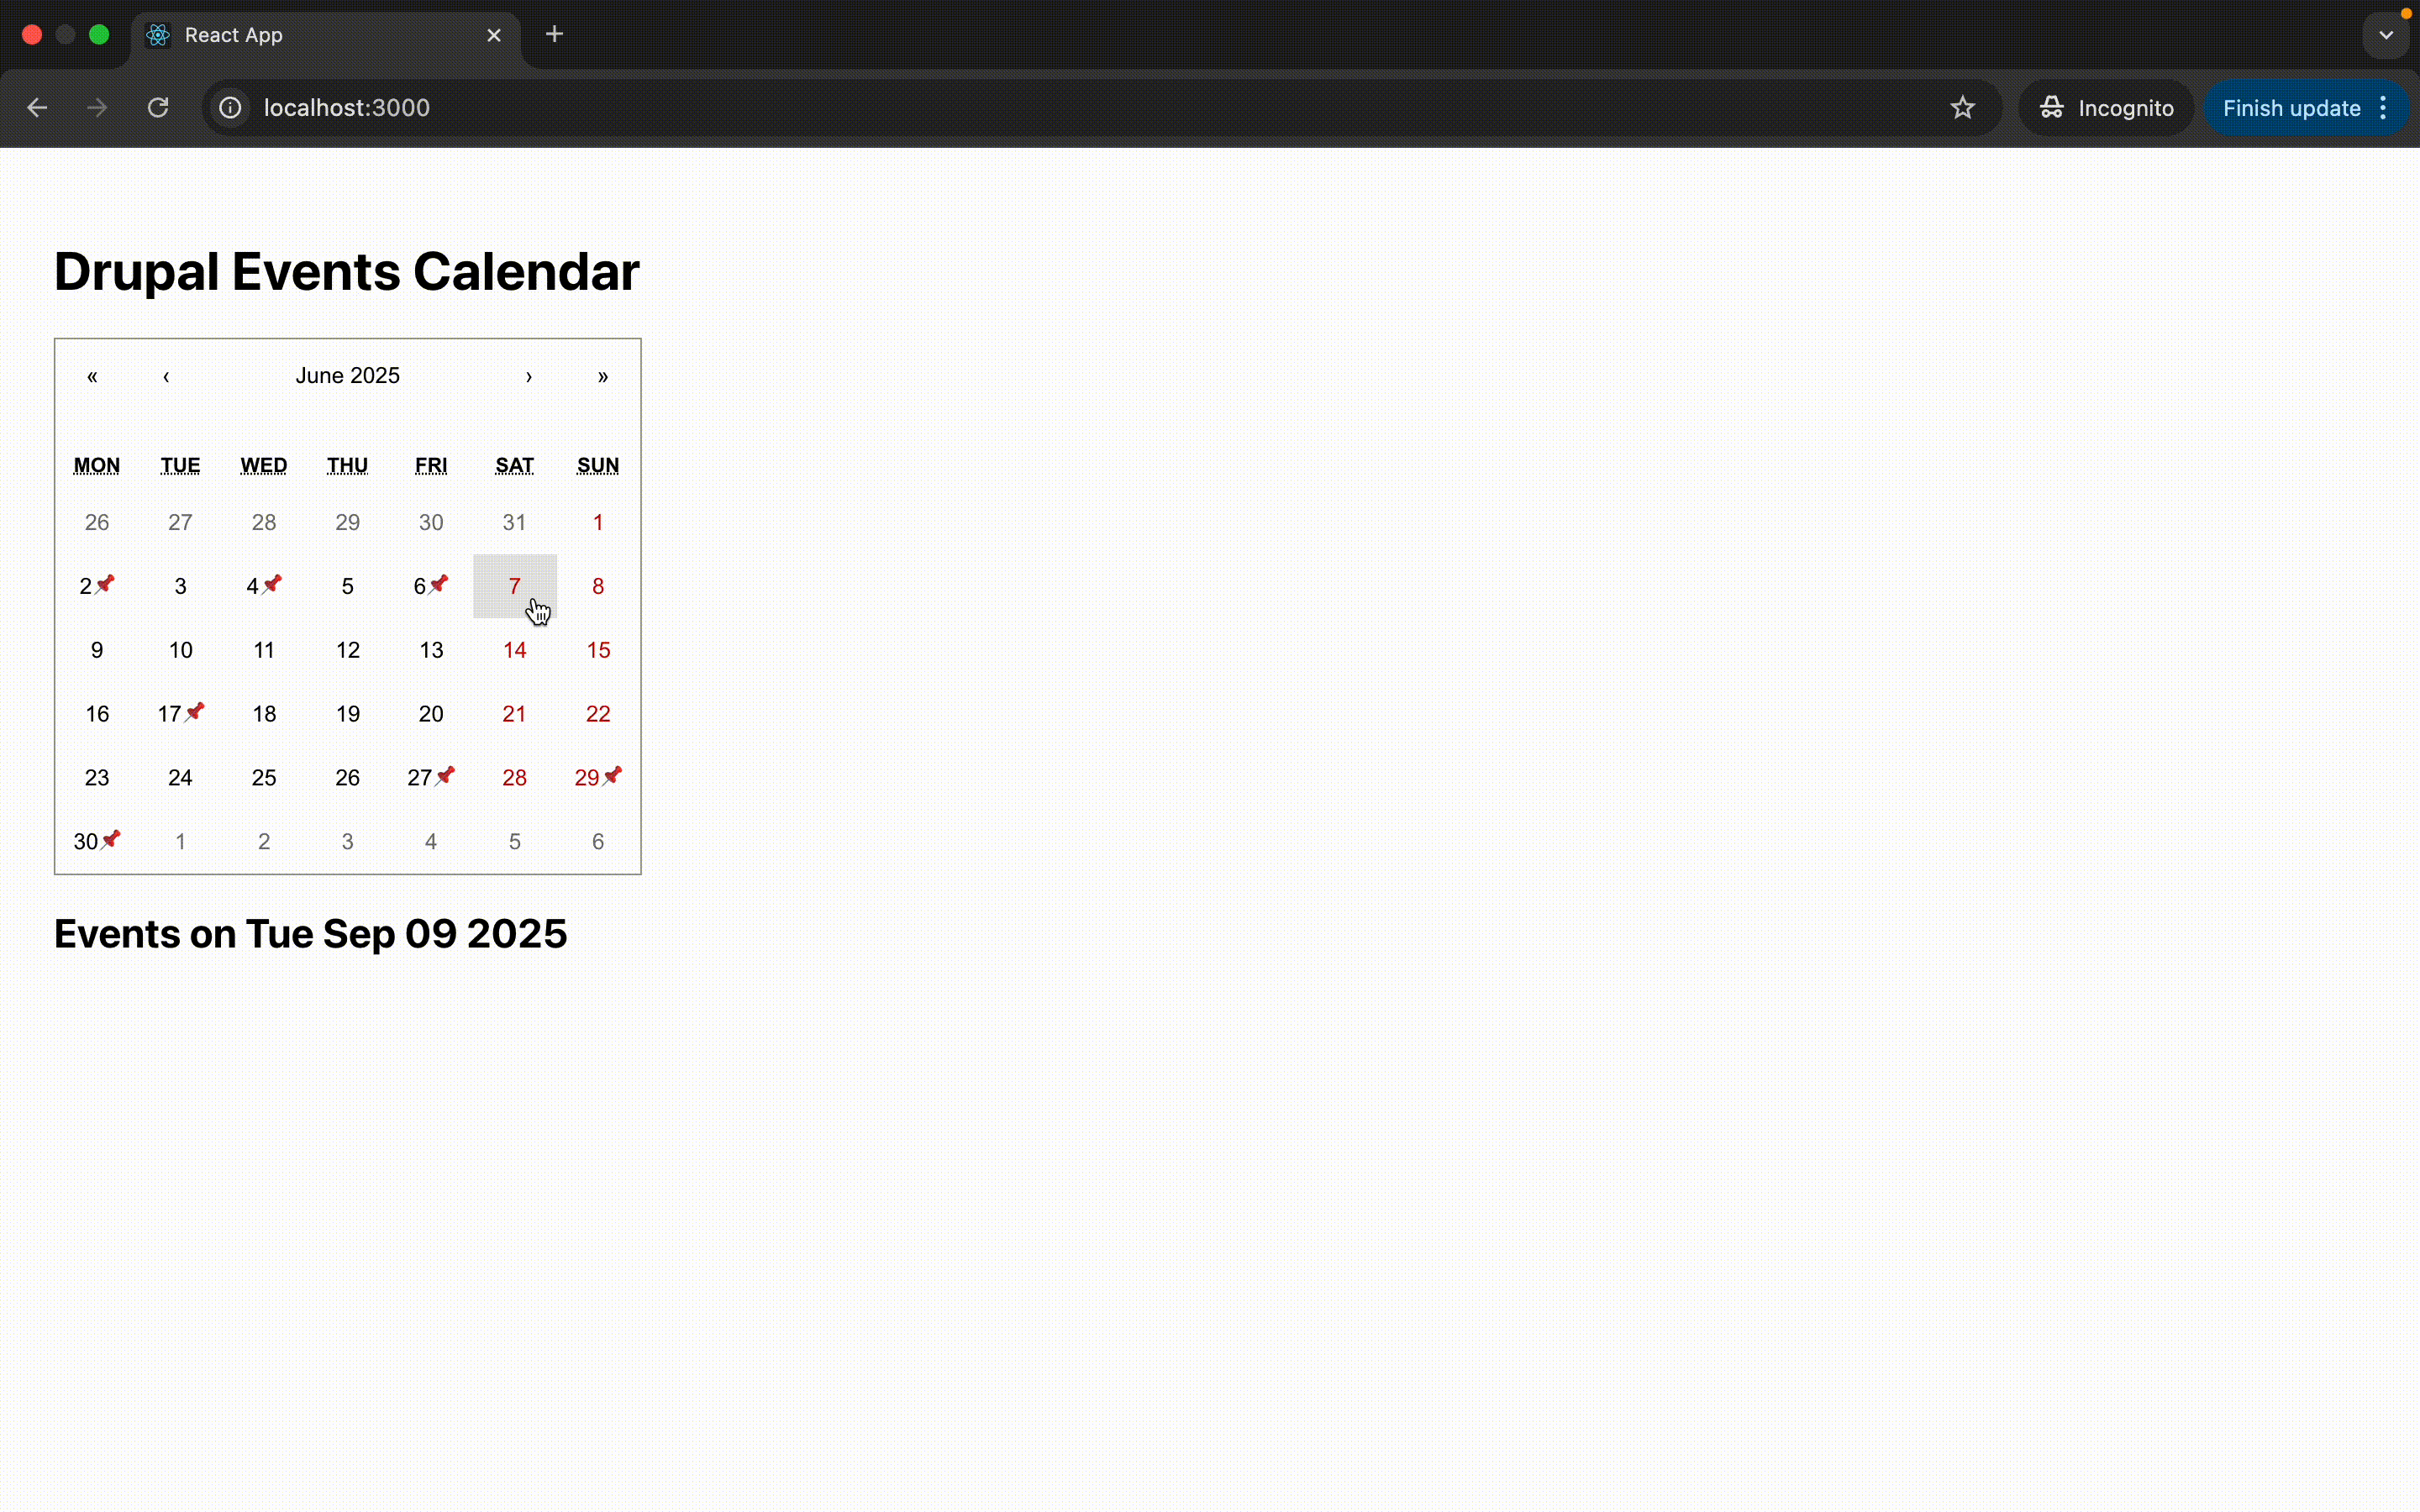 React App
localhost:3000
Incognito
Finish update
Drupal Events Calendar
« ‹ June 2025 › »
MON TUE WED THU FRI SAT SUN
26 27 28 29 30 31 1
2📌 3 4📌 5 6📌 7 8
9 10 11 12 13 14 15
16 17📌 18 19 20 21 22
23 24 25 26 27📌 28 29📌
30📌 1 2 3 4 5 6
Events on Tue Sep 09 2025